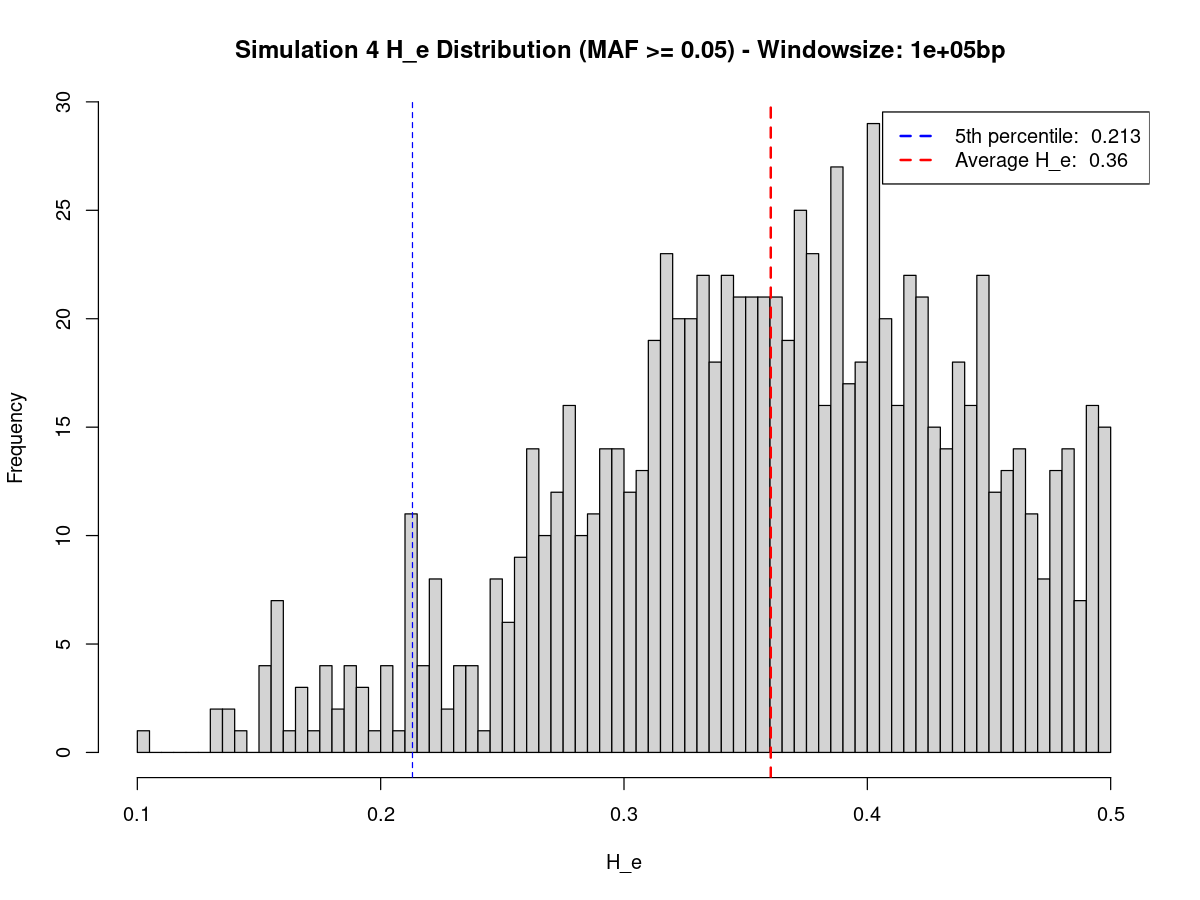 Simulation 4 H_e Distribution (MAF >= 0.05) - Windowsize: 1e+05bp
30
25
20
15
10
5
0
Frequency
5th percentile:  0.213
Average H_e:  0.36
0.1 0.2 0.3 0.4 0.5
H_e